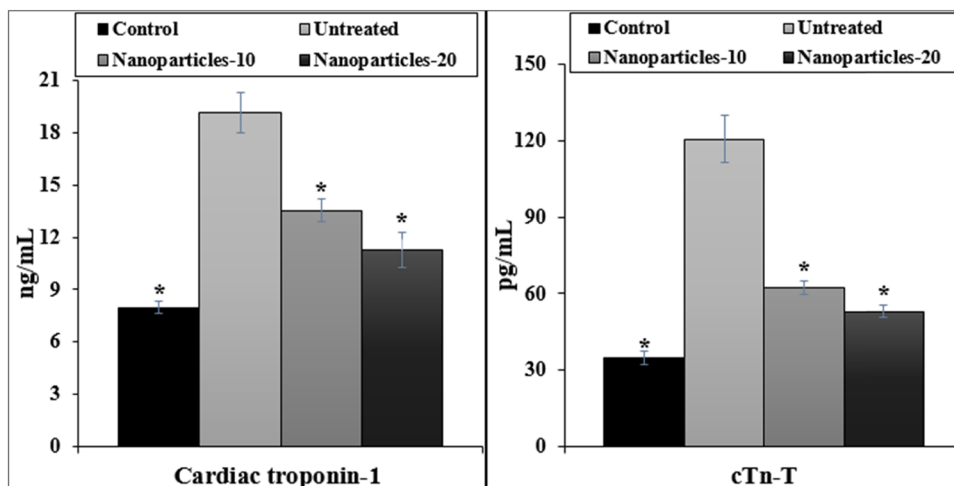 Control Untreated
Nanoparticles-10 Nanoparticles-20
21
18
15
12
9
6
3
0
ng/mL
*
*
*
Cardiac troponin-1
Control Untreated
Nanoparticles-10 Nanoparticles-20
150
120
90
60
30
0
pg/mL
*
*
*
cTn-T